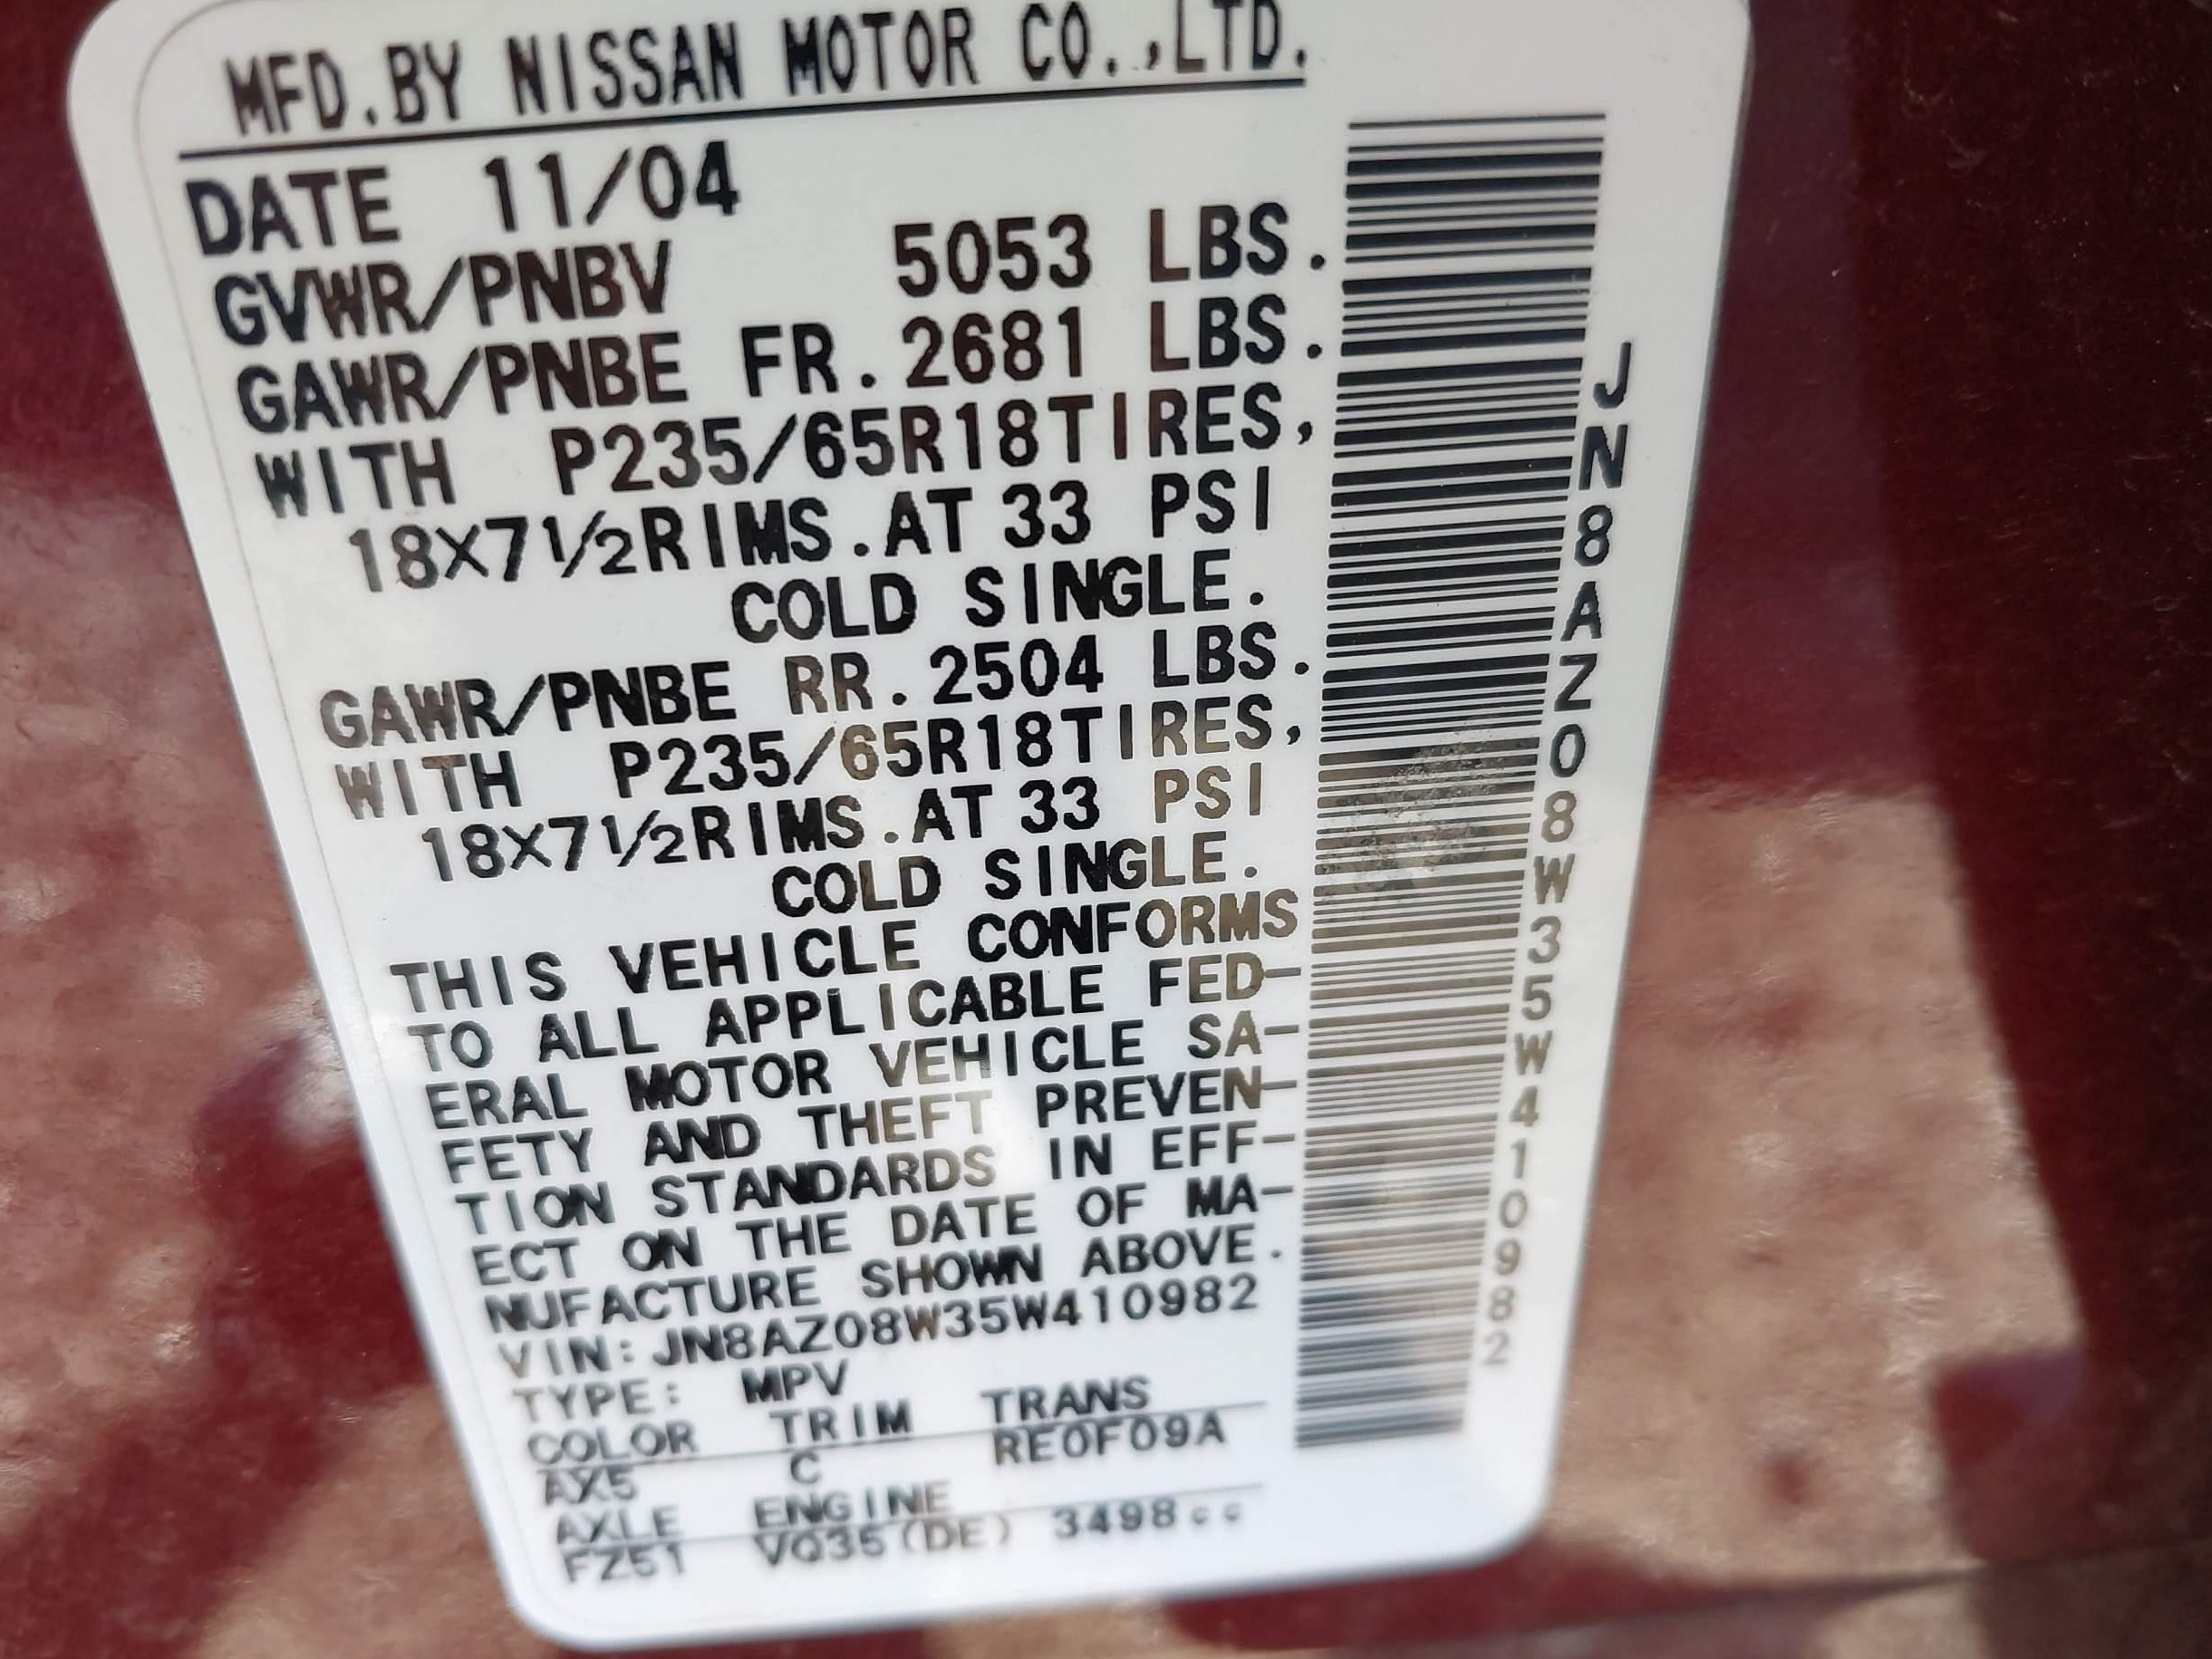 MFD.BY NISSAN MOTOR CO.,LTD.
DATE 11/04
GVWR/PNBV 5053 LBS.
GAWR/PNBE FR.2681 LBS.
WITH P235/65R18TIRES,
18X7½RIMS.AT 33 PSI
COLD SINGLE.
GAWR/PNBE RR.2504 LBS.
WITH P235/65R18TIRES,
18X7½RIMS.AT 33 PSI
COLD SINGLE.
THIS VEHICLE CONFORMS
TO ALL APPLICABLE FED-
ERAL MOTOR VEHICLE SA-
FETY AND THEFT PREVEN-
TION STANDARDS IN EFF-
ECT ON THE DATE OF MA-
NUFACTURE SHOWN ABOVE.
VIN:JN8AZ08W35W410982
TYPE: MPV
COLOR TRIM TRANS
AX5 C RE0F09A
AXLE ENGINE
FZ51 VQ35(DE) 3498cc
JN8AZ08W35W410982